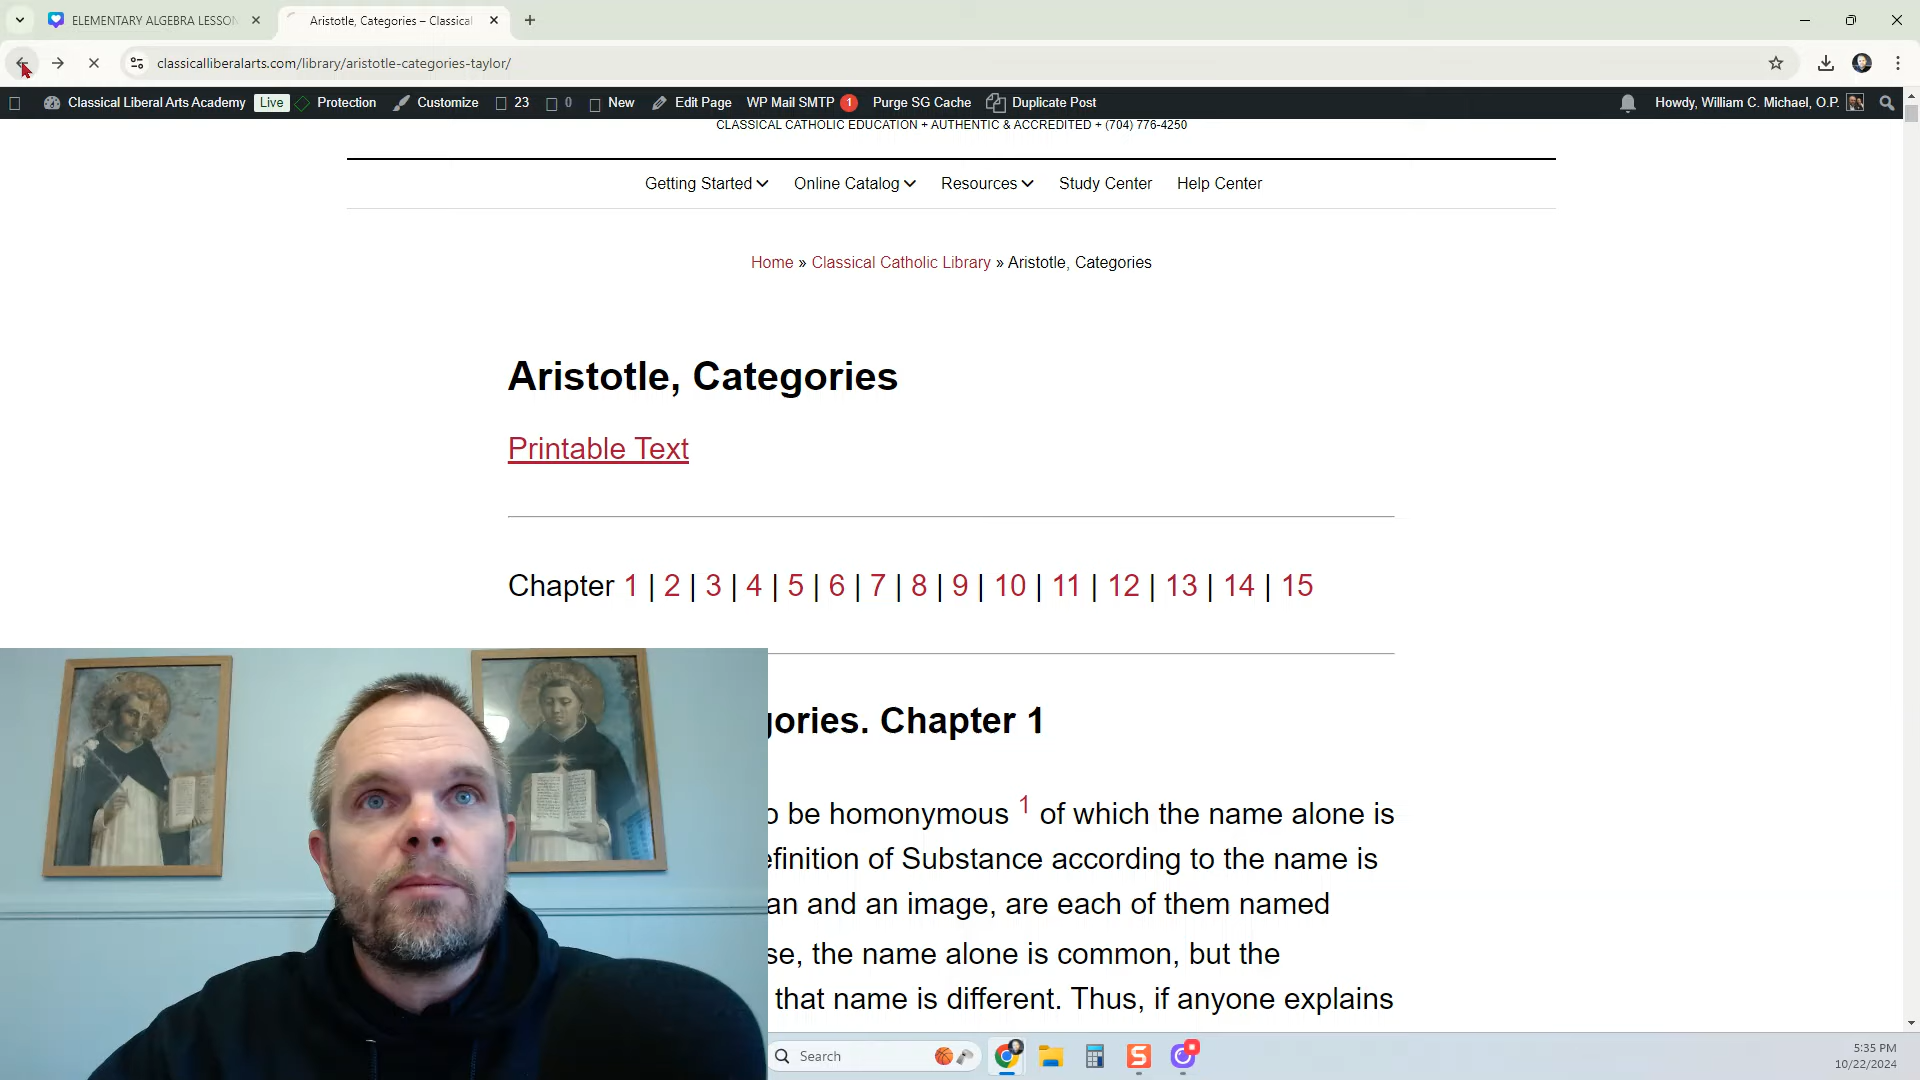 ELEMENTARY ALGEBRA LESSON
Aristotle, Categories – Classical
classicalliberalarts.com/library/aristotle-categories-taylor/
Classical Liberal Arts Academy Live Protection Customize 23 0 New Edit Page WP Mail SMTP 1 Purge SG Cache Duplicate Post Howdy, William C. Michael, O.P.
CLASSICAL CATHOLIC EDUCATION + AUTHENTIC & ACCREDITED + (704) 776-4250
Getting Started Online Catalog Resources Study Center Help Center
Home » Classical Catholic Library » Aristotle, Categories
Aristotle, Categories
Printable Text
Chapter 1 | 2 | 3 | 4 | 5 | 6 | 7 | 8 | 9 | 10 | 11 | 12 | 13 | 14 | 15
gories. Chapter 1
o be homonymous 1 of which the name alone is
efinition of Substance according to the name is
an and an image, are each of them named
se, the name alone is common, but the
that name is different. Thus, if anyone explains
Search
5:35 PM
10/22/2024